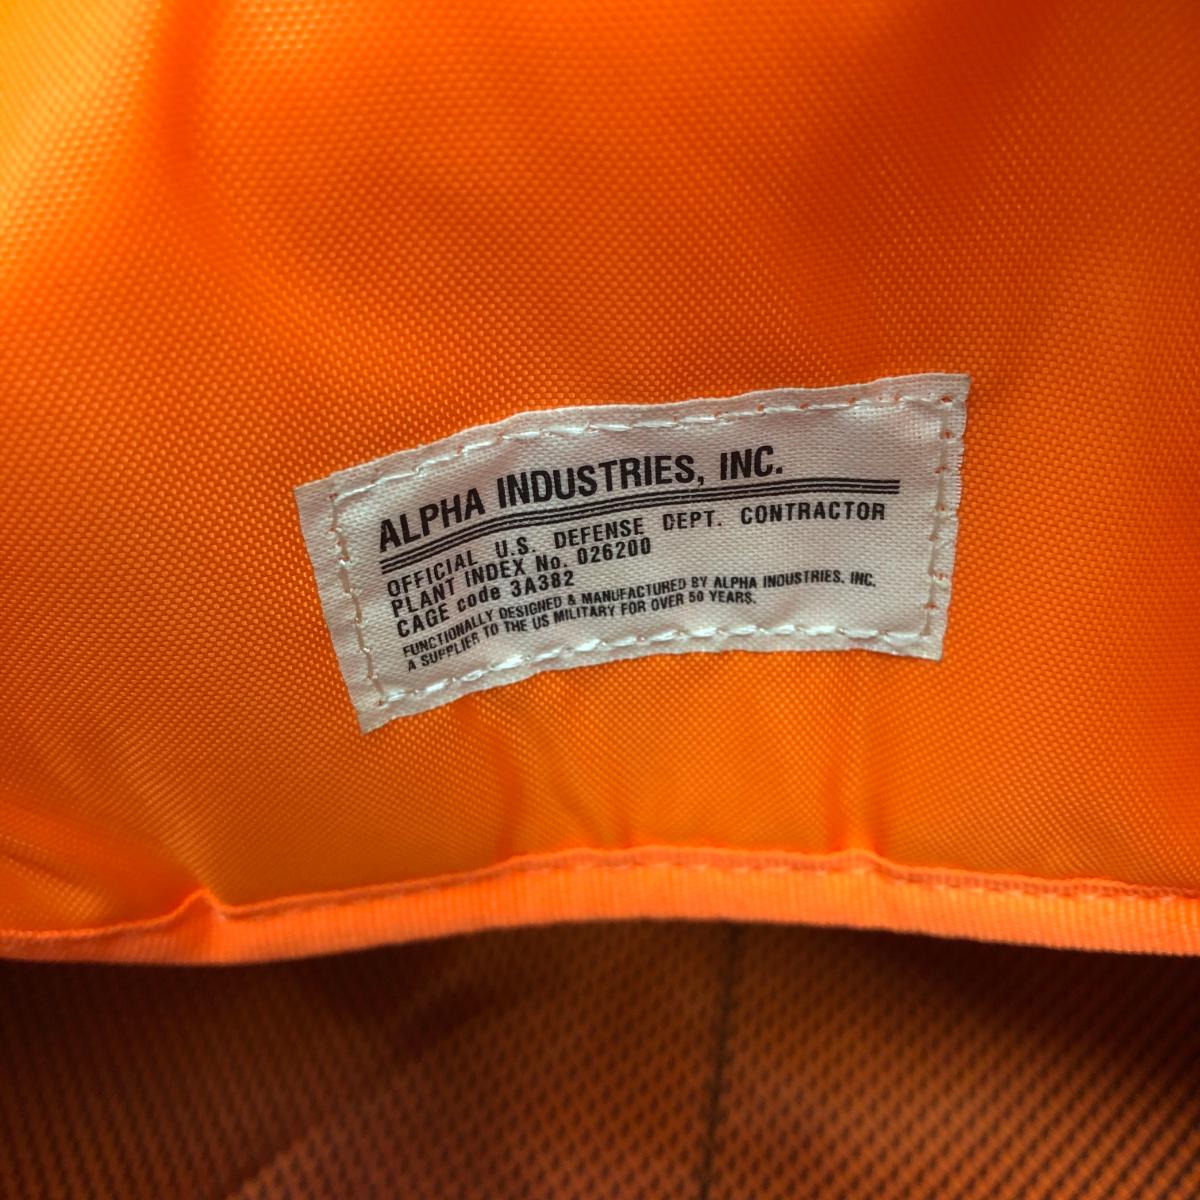 ALPHA INDUSTRIES, INC.
OFFICIAL U.S. DEFENSE DEPT. CONTRACTOR
PLANT INDEX No. 026200
CAGE code 3A382
FUNCTIONALLY DESIGNED & MANUFACTURED BY ALPHA INDUSTRIES, INC.
A SUPPLIER TO THE US MILITARY FOR OVER 50 YEARS.